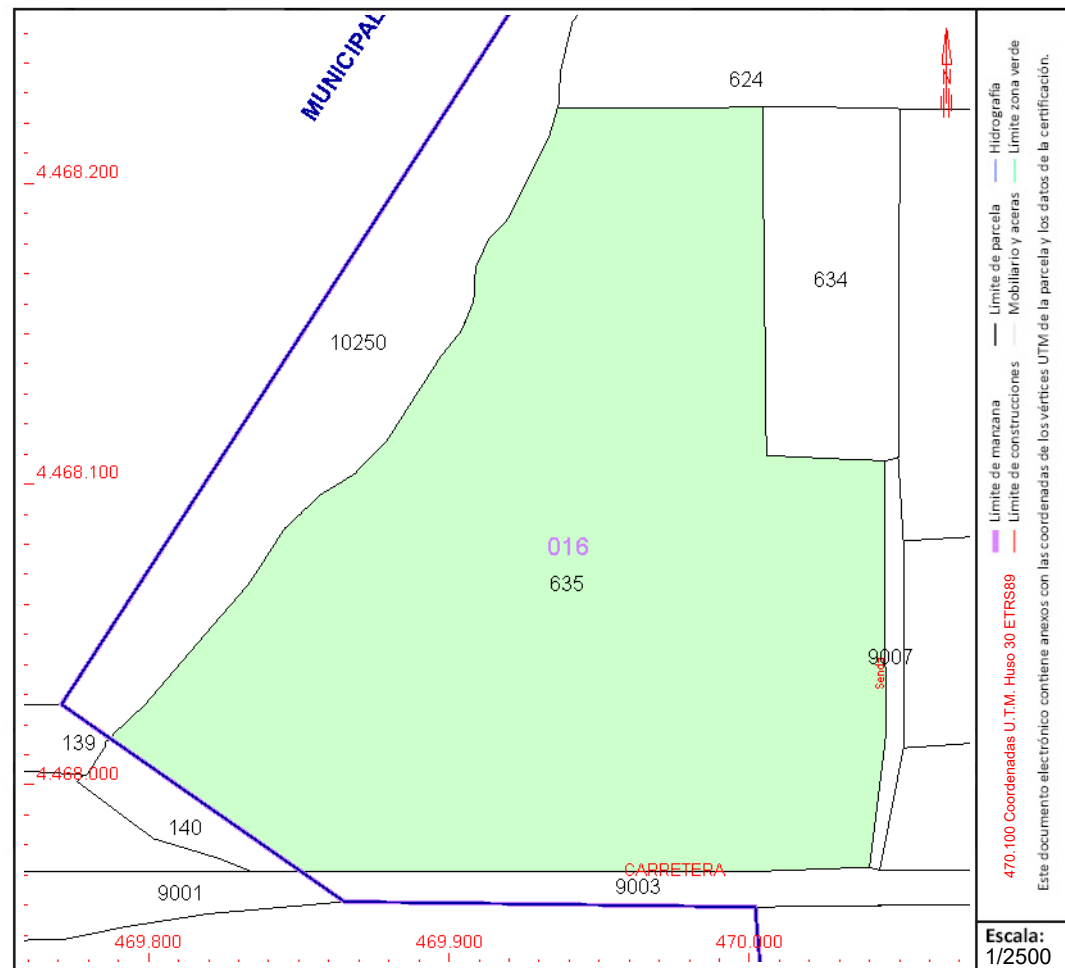 MUNICIPAL
624
N
4.468.200
634
10250
4.468.100
016
635
9007
Senda
139
4.468.000
140
CARRETERA
9001
9003
469.800
469.900
470.000
Límite de manzana
Límite de parcela
Hidrografía
Límite de construcciones
Mobiliario y aceras
Límite zona verde
470.100 Coordenadas U.T.M. Huso 30 ETRS89
Este documento electrónico contiene anexos con las coordenadas de los vértices UTM de la parcela y los datos de la certificación.
Escala:
1/2500